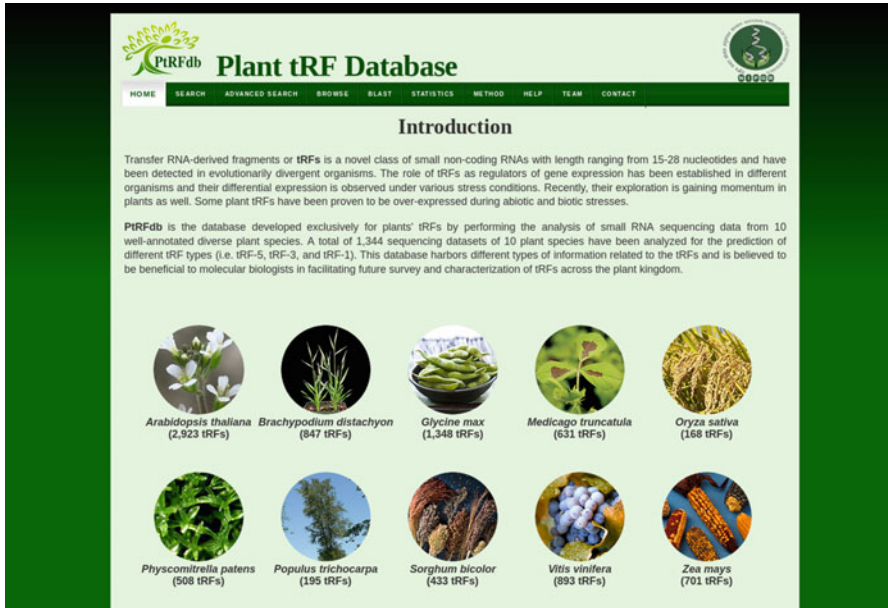 PtRFdb
Plant tRF Database
NIPGR
HOME SEARCH ADVANCED SEARCH BROWSE BLAST STATISTICS METHOD HELP TEAM CONTACT
Introduction
Transfer RNA-derived fragments or tRFs is a novel class of small non-coding RNAs with length ranging from 15-28 nucleotides and have
been detected in evolutionarily divergent organisms. The role of tRFs as regulators of gene expression has been established in different
organisms and their differential expression is observed under various stress conditions. Recently, their exploration is gaining momentum in
plants as well. Some plant tRFs have been proven to be over-expressed during abiotic and biotic stresses.
PtRFdb is the database developed exclusively for plants' tRFs by performing the analysis of small RNA sequencing data from 10
well-annotated diverse plant species. A total of 1,344 sequencing datasets of 10 plant species have been analyzed for the prediction of
different tRF types (i.e. tRF-5, tRF-3, and tRF-1). This database harbors different types of information related to the tRFs and is believed to
be beneficial to molecular biologists in facilitating future survey and characterization of tRFs across the plant kingdom.
Arabidopsis thaliana Brachypodium distachyon Glycine max Medicago truncatula Oryza sativa
(2,923 tRFs) (847 tRFs) (1,348 tRFs) (631 tRFs) (168 tRFs)
Physcomitrella patens Populus trichocarpa Sorghum bicolor Vitis vinifera Zea mays
(508 tRFs) (195 tRFs) (433 tRFs) (893 tRFs) (701 tRFs)